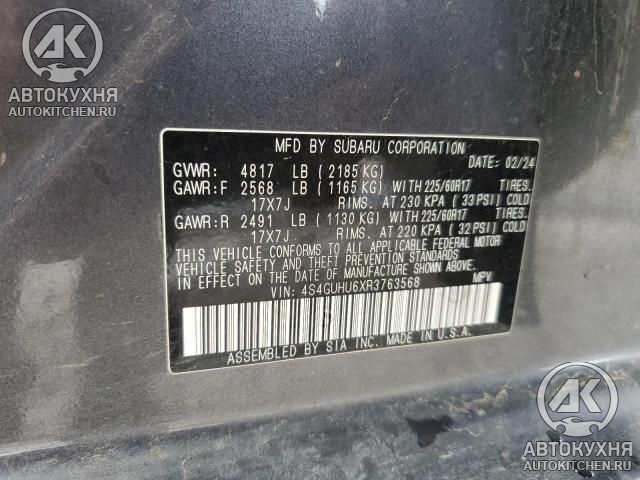 АВТОКУХНЯ
AUTOKITCHEN.RU
MFD BY SUBARU CORPORATION
GVWR: 4817 LB (2185 KG) DATE: 02/24
GAWR:F 2568 LB (1165 KG) WITH 225/60R17 TIRES.
17X7J RIMS. AT 230 KPA (33 PSI) COLD
GAWR:R 2491 LB (1130 KG) WITH 225/60R17 TIRES.
17X7J RIMS. AT 220 KPA (32 PSI) COLD
THIS VEHICLE CONFORMS TO ALL APPLICABLE FEDERAL MOTOR
VEHICLE SAFETY, BUMPER, AND THEFT PREVENTION STANDARDS
IN EFFECT ON THE DATE OF MANUFACTURE SHOWN ABOVE.
VIN: 4S4GUHU6XR3763568 MPV
ASSEMBLED BY SIA INC. MADE IN U.S.A.
AK
АВТОКУХНЯ
AUTOKITCHEN.RU